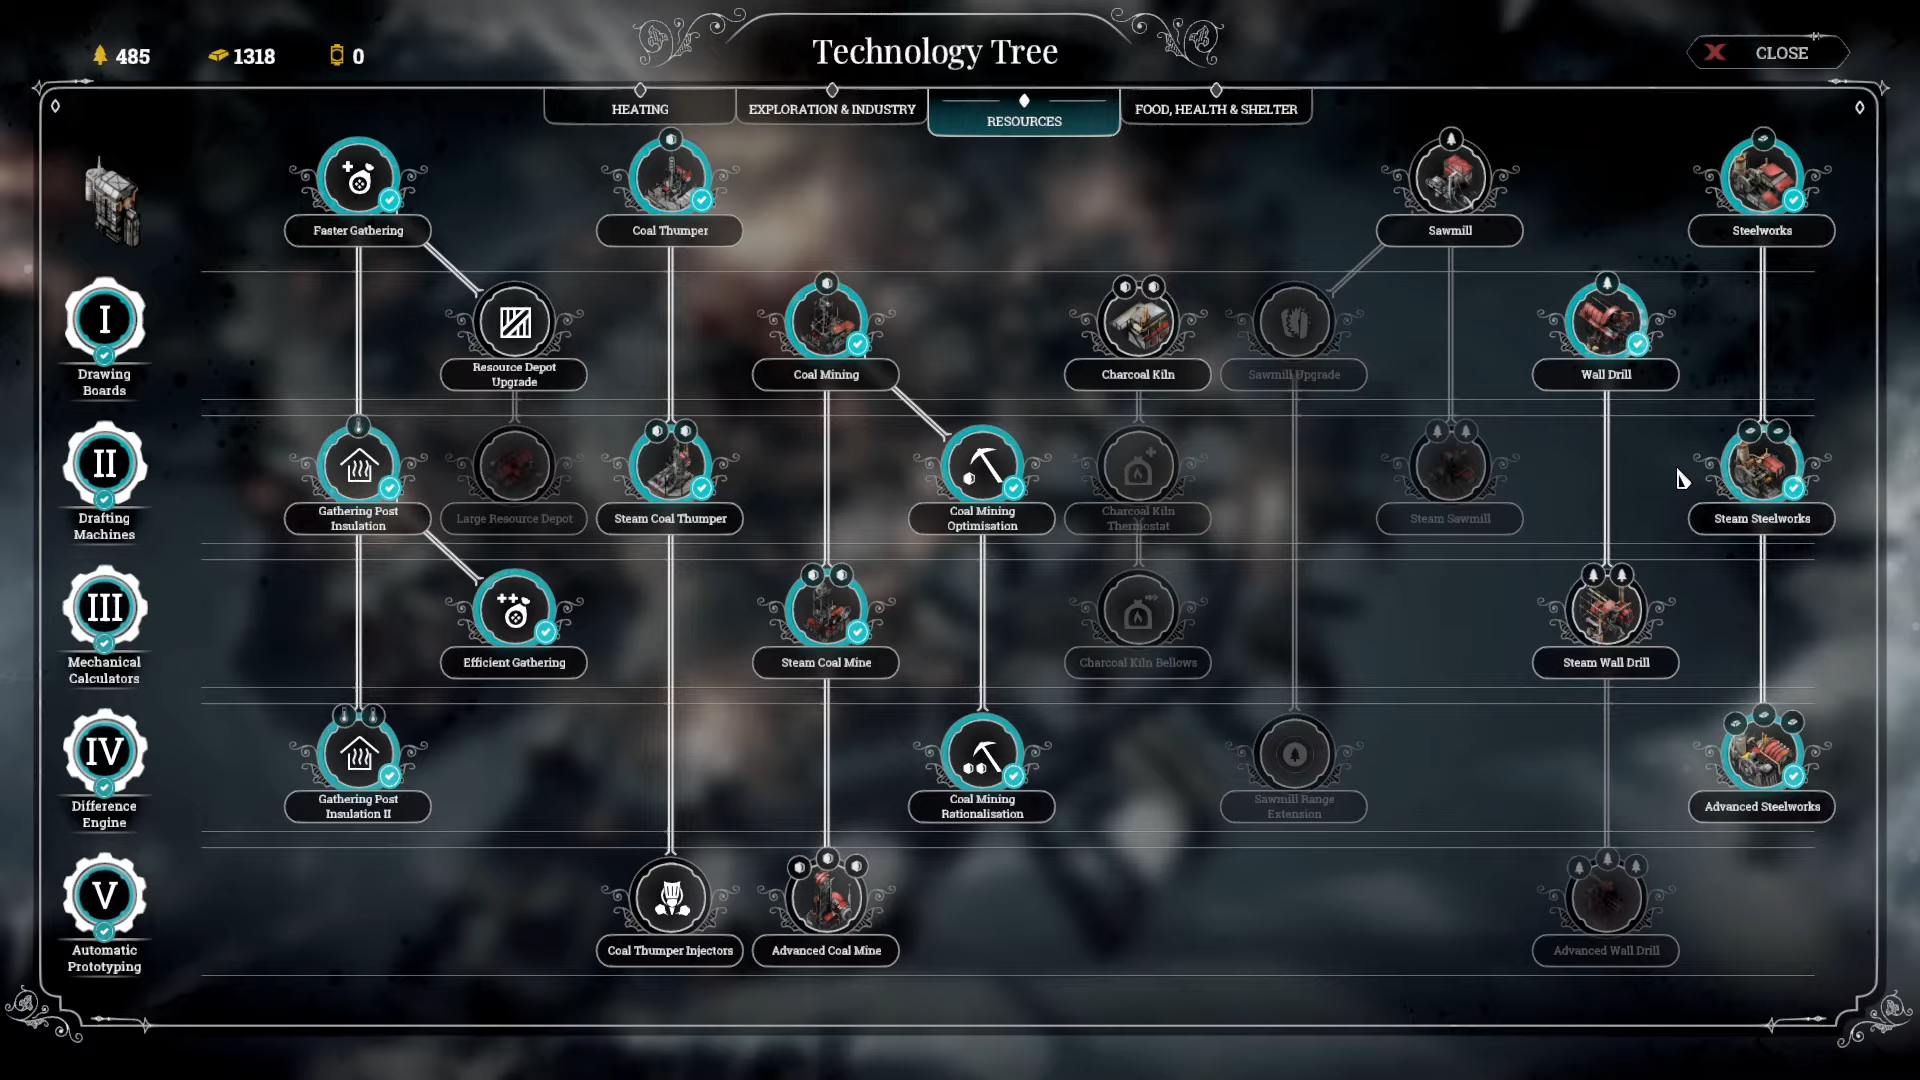 485
1318
0
Technology Tree
CLOSE
HEATING
EXPLORATION & INDUSTRY
RESOURCES
FOOD, HEALTH & SHELTER
Faster Gathering
Coal Thumper
Sawmill
Steelworks
I
Drawing
Boards
Resource Depot
Upgrade
Coal Mining
Charcoal Kiln
Sawmill Upgrade
Wall Drill
II
Drafting
Machines
Gathering Post
Insulation
Large Resource Depot
Steam Coal Thumper
Coal Mining
Optimisation
Charcoal Kiln
Thermostat
Steam Sawmill
Steam Steelworks
III
Mechanical
Calculators
Efficient Gathering
Steam Coal Mine
Charcoal Kiln Bellows
Steam Wall Drill
IV
Difference
Engine
Gathering Post
Insulation II
Coal Mining
Rationalisation
Sawmill Range
Extension
Advanced Steelworks
V
Automatic
Prototyping
Coal Thumper Injectors
Advanced Coal Mine
Advanced Wall Drill